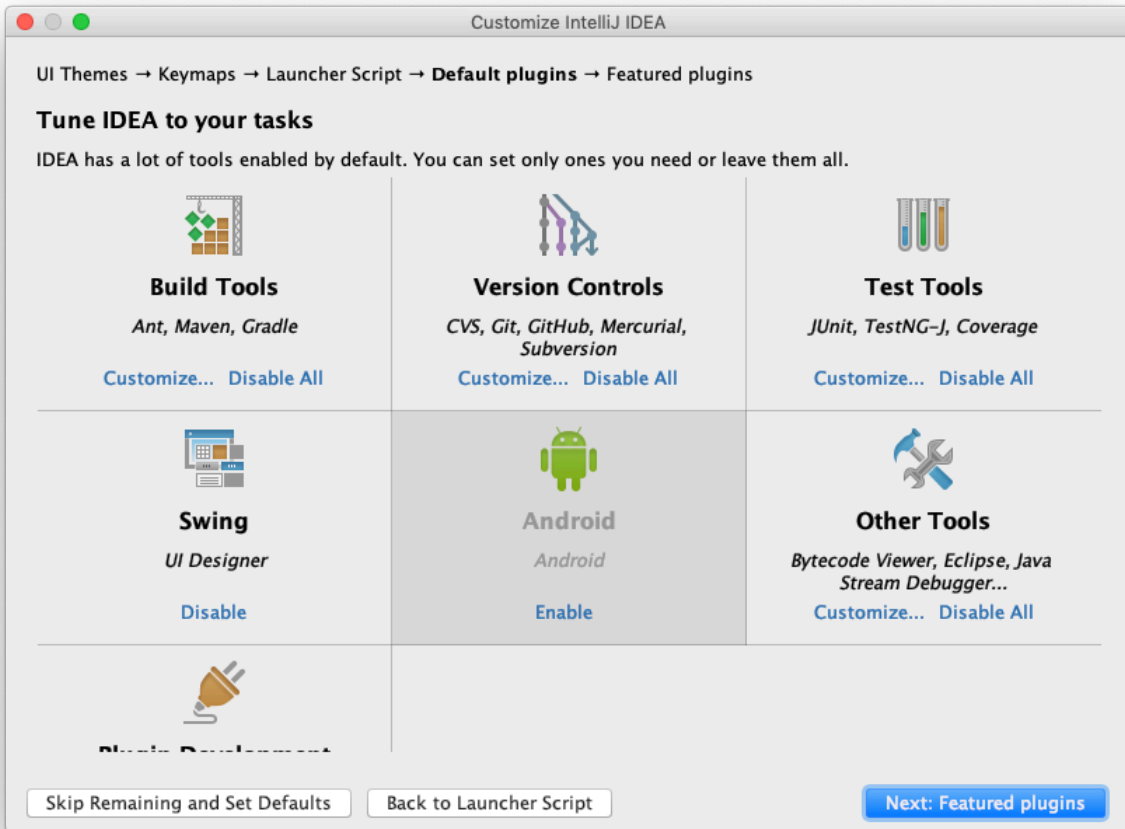 Customize IntelliJ IDEA
UI Themes → Keymaps → Launcher Script → Default plugins → Featured plugins
Tune IDEA to your tasks
IDEA has a lot of tools enabled by default. You can set only ones you need or leave them all.
Build Tools
Ant, Maven, Gradle
Customize... Disable All
Version Controls
CVS, Git, GitHub, Mercurial,
Subversion
Customize... Disable All
Test Tools
JUnit, TestNG-J, Coverage
Customize... Disable All
Swing
UI Designer
Disable
Android
Android
Enable
Other Tools
Bytecode Viewer, Eclipse, Java
Stream Debugger...
Customize... Disable All
Plugin Development
Skip Remaining and Set Defaults
Back to Launcher Script
Next: Featured plugins